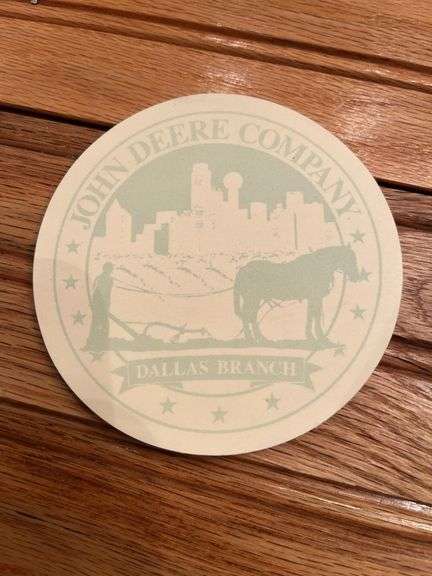 JOHN DEERE COMPANY
DALLAS BRANCH